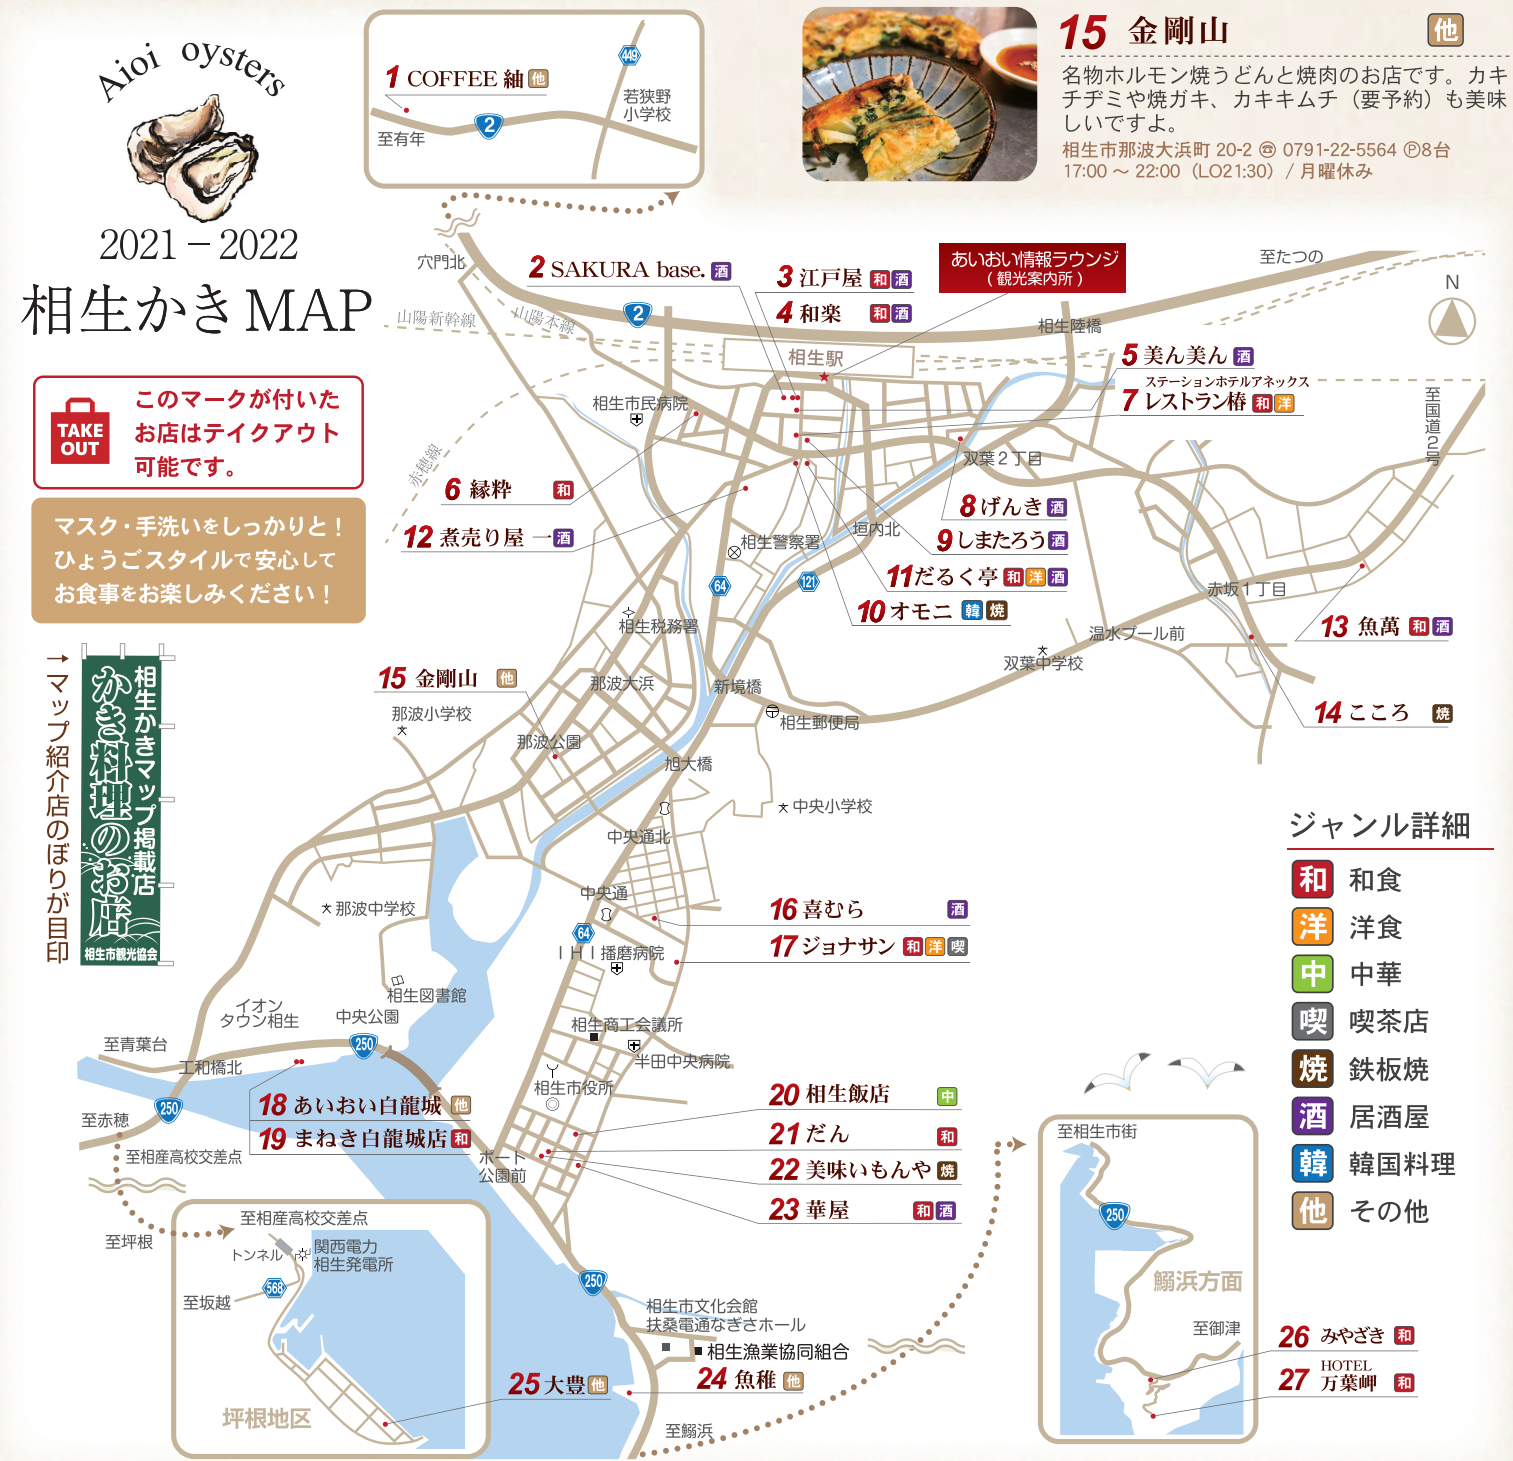 Aioi oysters
2021－2022
相生かきMAP
TAKE
OUT
このマークが付いた
お店はテイクアウト
可能です。
マスク・手洗いをしっかりと！
ひょうごスタイルで安心して
お食事をお楽しみください！
→マップ紹介店のぼりが目印
相生かきマップ掲載店
かき料理のお店
相生市観光協会
1 COFFEE 紬 他
449
若狭野
小学校
2
至有年
15 金剛山 他
名物ホルモン焼うどんと焼肉のお店です。カキ
チヂミや焼ガキ、カキキムチ（要予約）も美味
しいですよ。
相生市那波大浜町 20-2 ☎ 0791-22-5564 Ⓟ8台
17:00 ～ 22:00（LO21:30）/ 月曜休み
穴門北
山陽新幹線
山陽本線
赤穂線
2 SAKURA base. 酒
2
3 江戸屋 和 酒
4 和楽 和 酒
あいおい情報ラウンジ
（観光案内所）
至たつの
N
相生陸橋
相生駅
5 美ん美ん 酒
ステーションホテルアネックス
7 レストラン椿 和 洋
至国道2号
相生市民病院
双葉２丁目
6 縁粋 和
12 煮売り屋 一 酒
8 げんき 酒
垣内北
9 しまたろう 酒
相生警察署
11 だるく亭 和 洋 酒
64
121
10 オモニ 韓 焼
赤坂１丁目
相生税務署
温水プール前
双葉中学校
13 魚萬 和 酒
14 こころ 焼
15 金剛山 他
那波大浜
新境橋
那波小学校
相生郵便局
那波公園
旭大橋
中央小学校
中央通北
中央通
那波中学校
64
ＩＨＩ播磨病院
16 喜むら 酒
17 ジョナサン 和 洋 喫
相生図書館
イオン
タウン相生
中央公園
相生商工会議所
半田中央病院
250
至青葉台
工和橋北
相生市役所
至赤穂
250
18 あいおい白龍城 他
19 まねき白龍城店 和
至相産高校交差点
ポート
公園前
20 相生飯店 中
21 だん 和
22 美味いもんや 焼
23 華屋 和 酒
至坪根
至相産高校交差点
トンネル
関西電力
相生発電所
568
至坂越
坪根地区
25 大豊 他
250
相生市文化会館
扶桑電通なぎさホール
相生漁業協同組合
24 魚稚 他
至鰯浜
至相生市街
250
鰯浜方面
至御津
26 みやざき 和
HOTEL
27 万葉岬 和
ジャンル詳細
和 和食
洋 洋食
中 中華
喫 喫茶店
焼 鉄板焼
酒 居酒屋
韓 韓国料理
他 その他